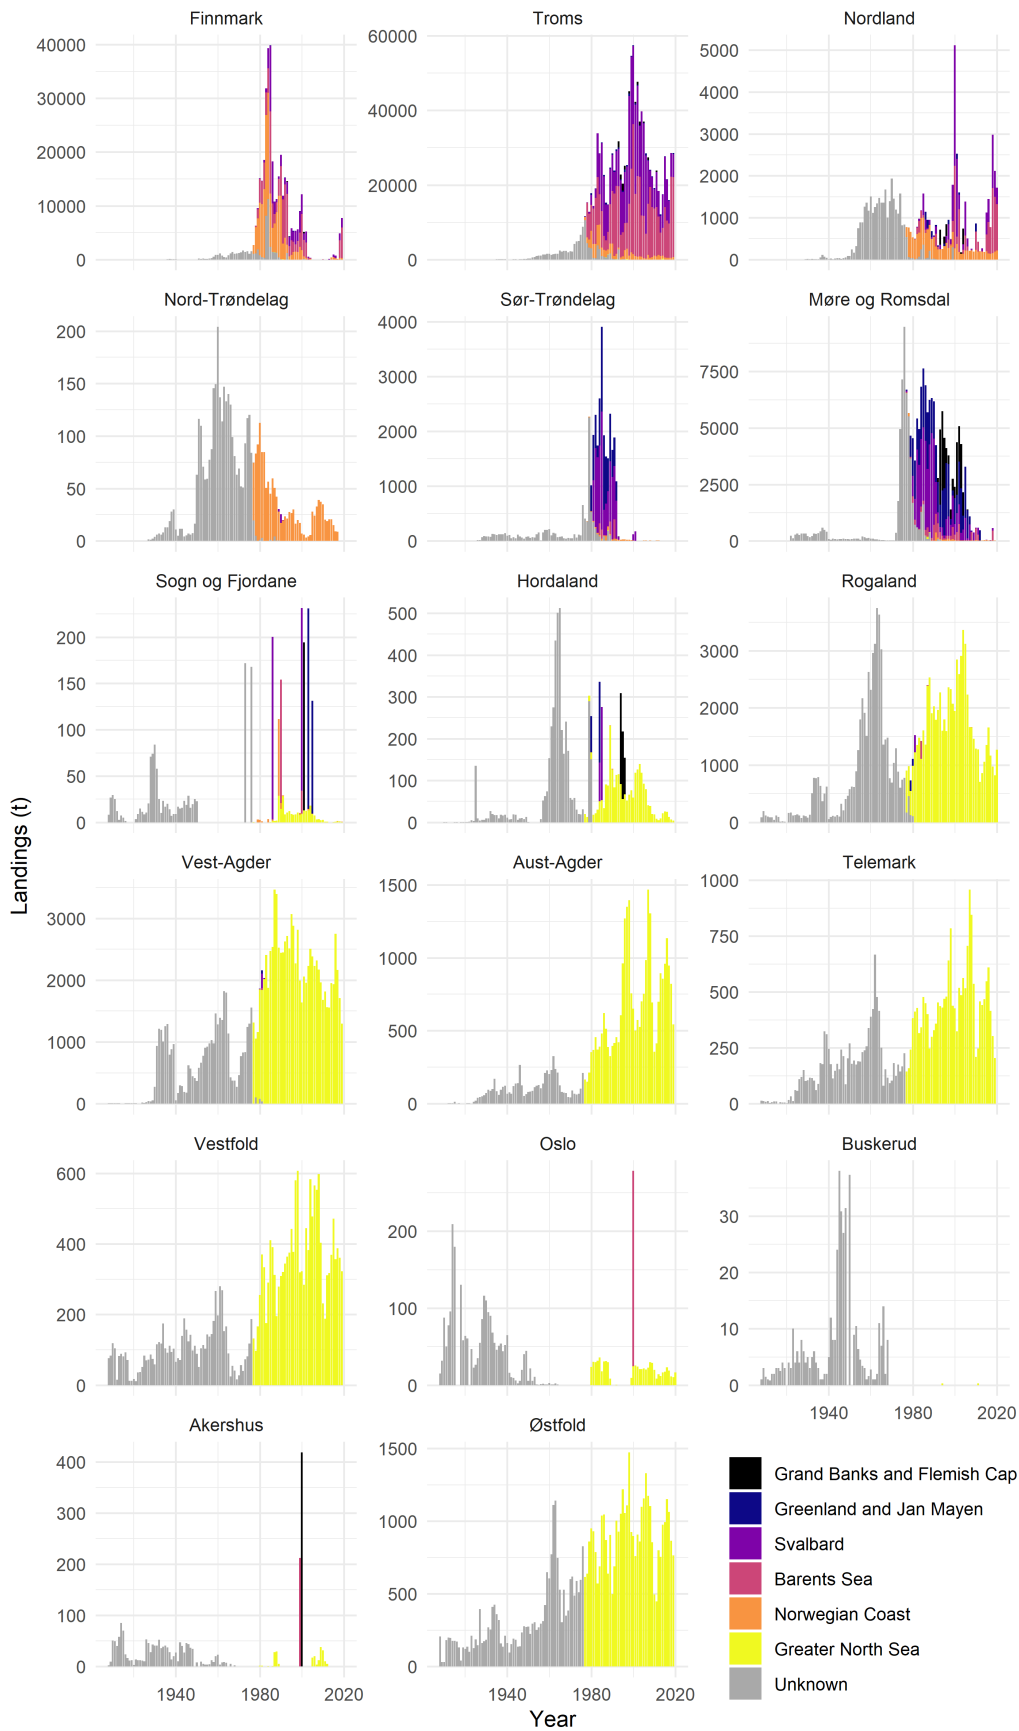 Finnmark
Troms
Nordland
40000
30000
20000
10000
0
60000
40000
20000
0
5000
4000
3000
2000
1000
0
Nord-Trøndelag
Sør-Trøndelag
Møre og Romsdal
200
150
100
50
0
4000
3000
2000
1000
0
7500
5000
2500
0
Sogn og Fjordane
Hordaland
Rogaland
200
150
100
50
0
500
400
300
200
100
0
3000
2000
1000
0
Landings (t)
Vest-Agder
Aust-Agder
Telemark
3000
2000
1000
0
1500
1000
500
0
1000
750
500
250
0
Vestfold
Oslo
Buskerud
600
400
200
0
200
100
0
30
20
10
0
1940 1980 2020
Akershus
Østfold
400
300
200
100
0
1500
1000
500
0
1940 1980 2020
1940 1980 2020
Year
Grand Banks and Flemish Cap
Greenland and Jan Mayen
Svalbard
Barents Sea
Norwegian Coast
Greater North Sea
Unknown